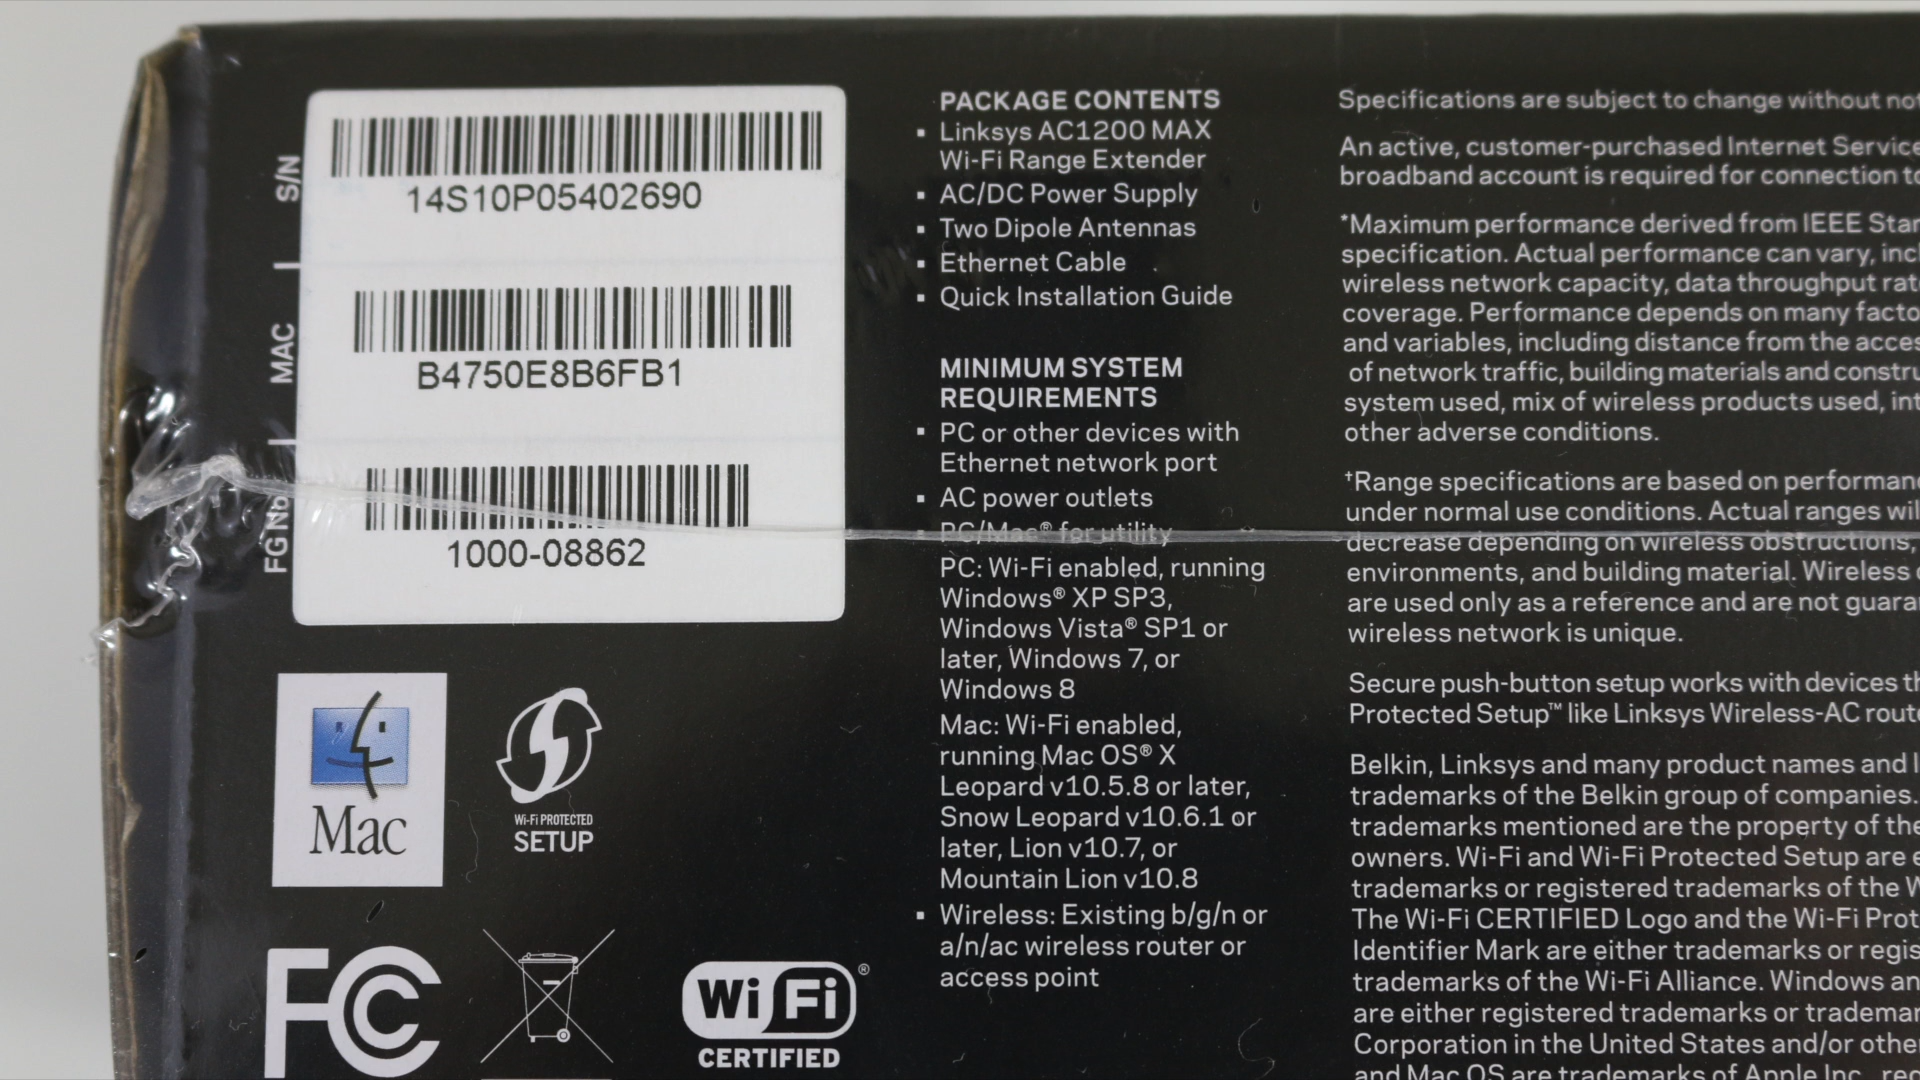 S/N
14S10P05402690
MAC
B4750E8B6FB1
FG No
1000-08862
Mac
Wi-Fi PROTECTED
SETUP
FC
Wi Fi ®
CERTIFIED
PACKAGE CONTENTS
▪ Linksys AC1200 MAX
Wi-Fi Range Extender
▪ AC/DC Power Supply
▪ Two Dipole Antennas
▪ Ethernet Cable
▪ Quick Installation Guide
MINIMUM SYSTEM
REQUIREMENTS
▪ PC or other devices with
Ethernet network port
▪ AC power outlets
▪ PC/Mac® for utility
PC: Wi-Fi enabled, running
Windows® XP SP3,
Windows Vista® SP1 or
later, Windows 7, or
Windows 8
Mac: Wi-Fi enabled,
running Mac OS® X
Leopard v10.5.8 or later,
Snow Leopard v10.6.1 or
later, Lion v10.7, or
Mountain Lion v10.8
▪ Wireless: Existing b/g/n or
a/n/ac wireless router or
access point
Specifications are subject to change without
An active, customer-purchased Internet Service
broadband account is required for connection
*Maximum performance derived from IEEE
specification. Actual performance can vary,
wireless network capacity, data throughput
coverage. Performance depends on many
and variables, including distance from the
of network traffic, building materials and
system used, mix of wireless products used,
other adverse conditions.
†Range specifications are based on
under normal use conditions. Actual ranges
decrease depending on wireless obstructions,
environments, and building material. Wireless
are used only as a reference and are not
wireless network is unique.
Secure push-button setup works with devices
Protected Setup™ like Linksys Wireless-AC
Belkin, Linksys and many product names and
trademarks of the Belkin group of companies.
trademarks mentioned are the property of
owners. Wi-Fi and Wi-Fi Protected Setup are
trademarks or registered trademarks of the
The Wi-Fi CERTIFIED Logo and the Wi-Fi
Identifier Mark are either trademarks or
trademarks of the Wi-Fi Alliance. Windows
are either registered trademarks or
Corporation in the United States and/or
and Mac OS are trademarks of Apple Inc.,